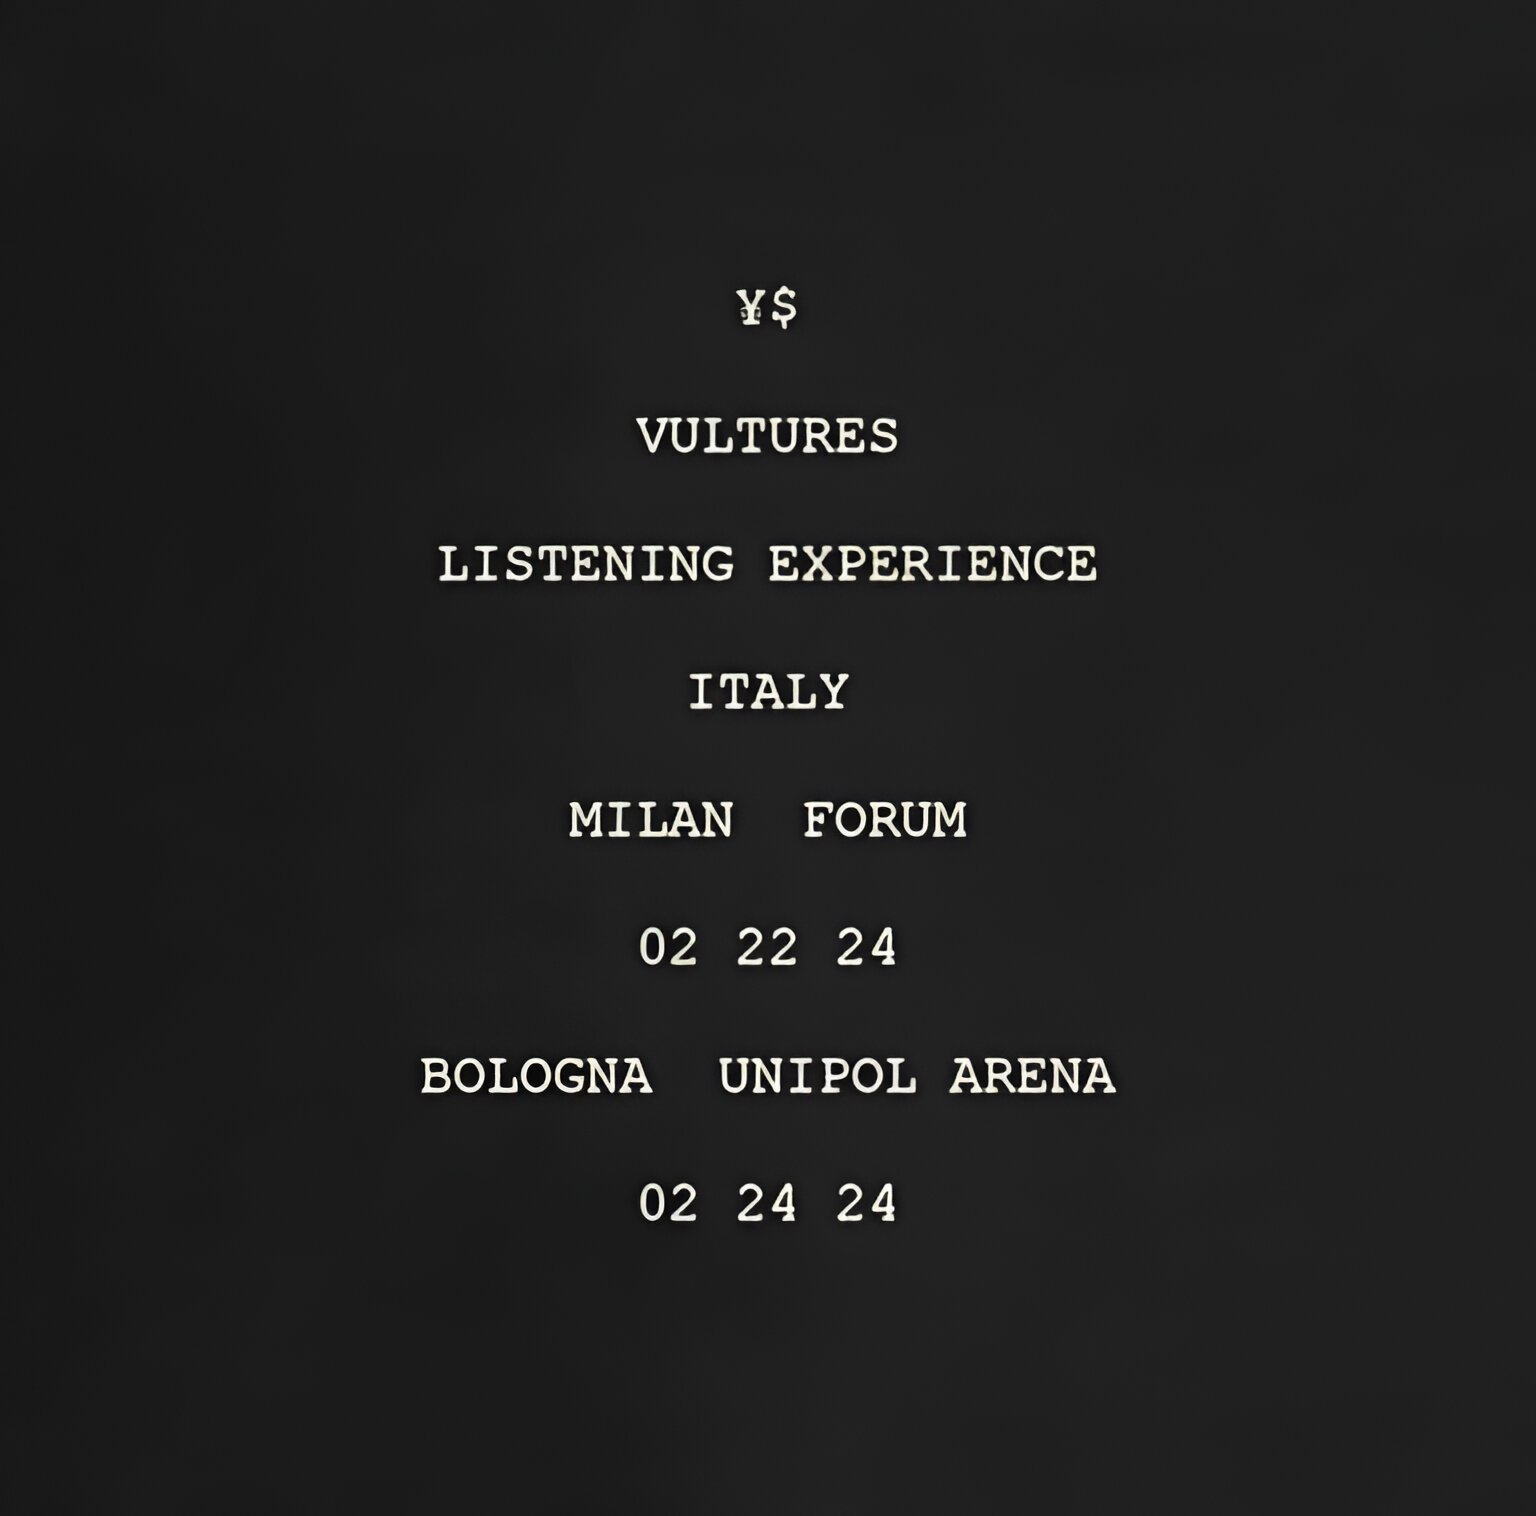 ¥$
VULTURES
LISTENING EXPERIENCE
ITALY
MILAN  FORUM
02 22 24
BOLOGNA  UNIPOL ARENA
02 24 24